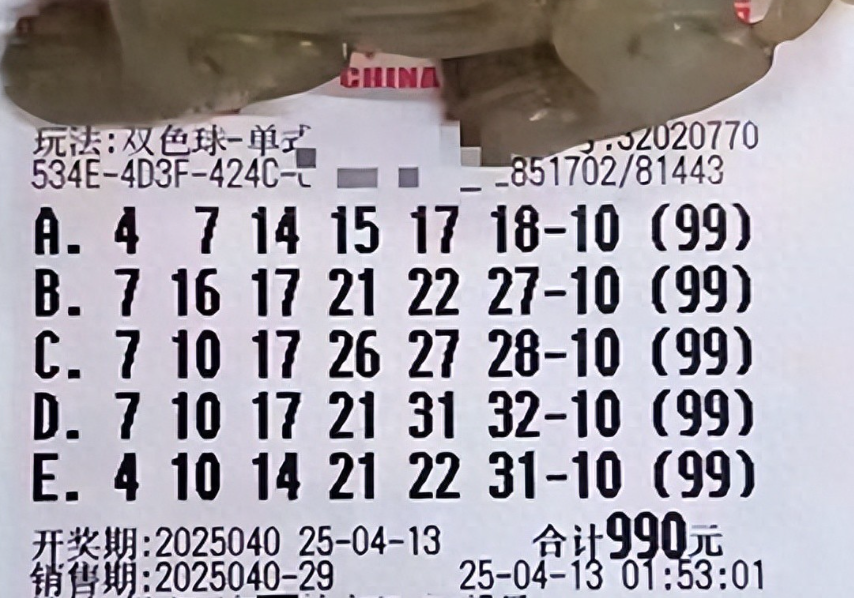 CHINA
玩法:双色球-单式 32020770
534E-4D3F-424C- 851702/81443
A. 4 7 14 15 17 18-10 (99)
B. 7 16 17 21 22 27-10 (99)
C. 7 10 17 26 27 28-10 (99)
D. 7 10 17 21 31 32-10 (99)
E. 4 10 14 21 22 31-10 (99)
开奖期:2025040 25-04-13 合计990元
销售期:2025040-29 25-04-13 01:53:01